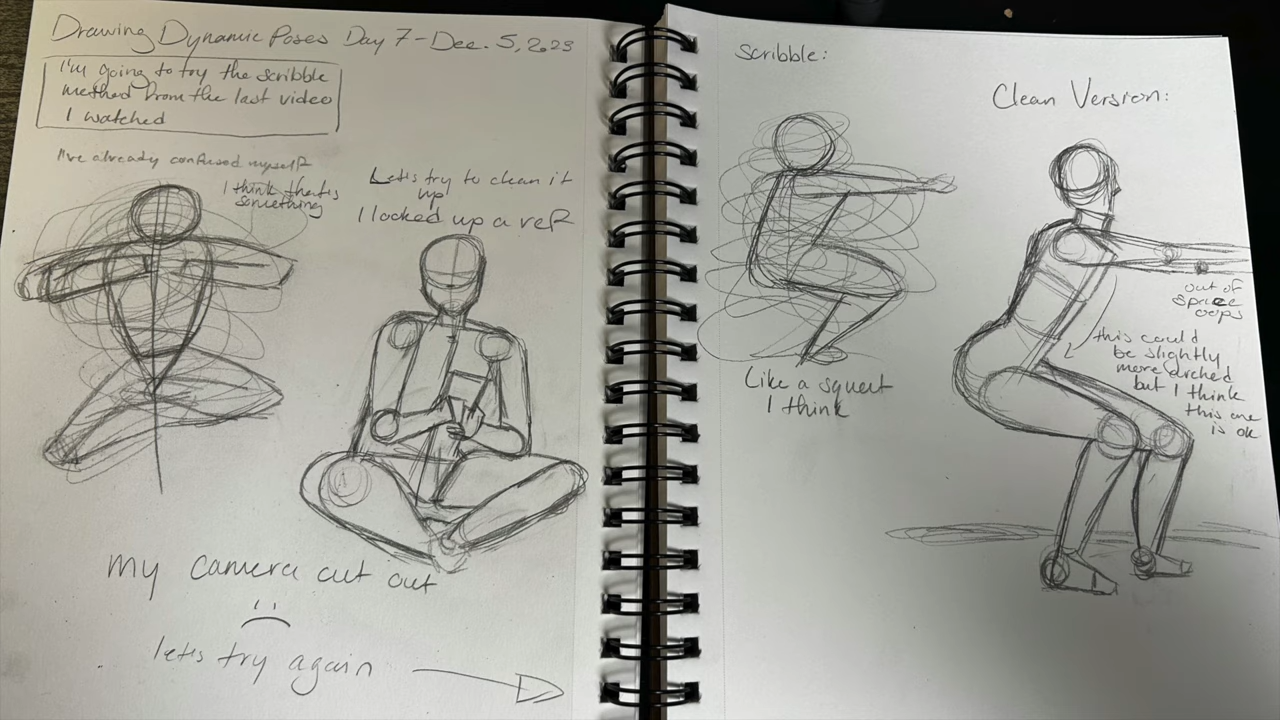 Drawing Dynamic Poses Day 7 - Dec. 5, 2023
I'm going to try the scribble
method from the last video
I watched
I've already confused myself
I think that's
something
Let's try to clean it
up
I looked up a ref
my camera cut out
let's try again
Scribble:
Like a squat
I think
Clean Version:
out of
space
oops
this could
be slightly
more arched
but I think
this one
is ok